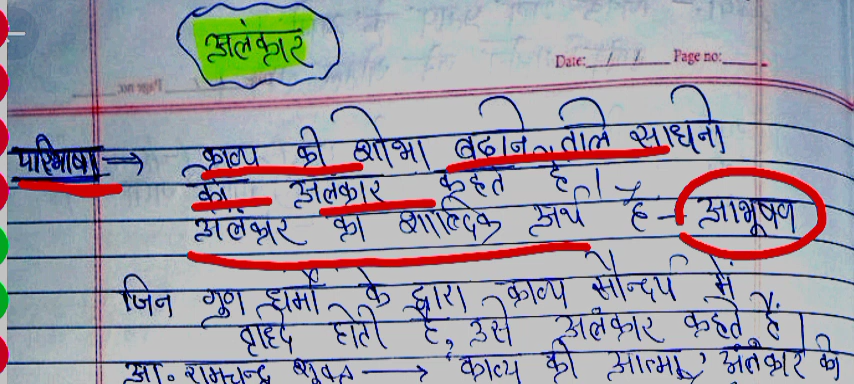 अलंकार
Date: / / Page no:
परिभाषा → काव्य की शोभा बढ़ाने वाले साधनो
को अलंकार कहते है।
अलंकार का शाब्दिक अर्थ है - आभूषण
जिन गुण धर्मो के द्वारा काव्य सौन्दर्य में
वृद्धि होती है, उसे अलंकार कहते हैं।
आ. रामचन्द्र शुक्ल → काव्य की आत्मा, अलंकार को